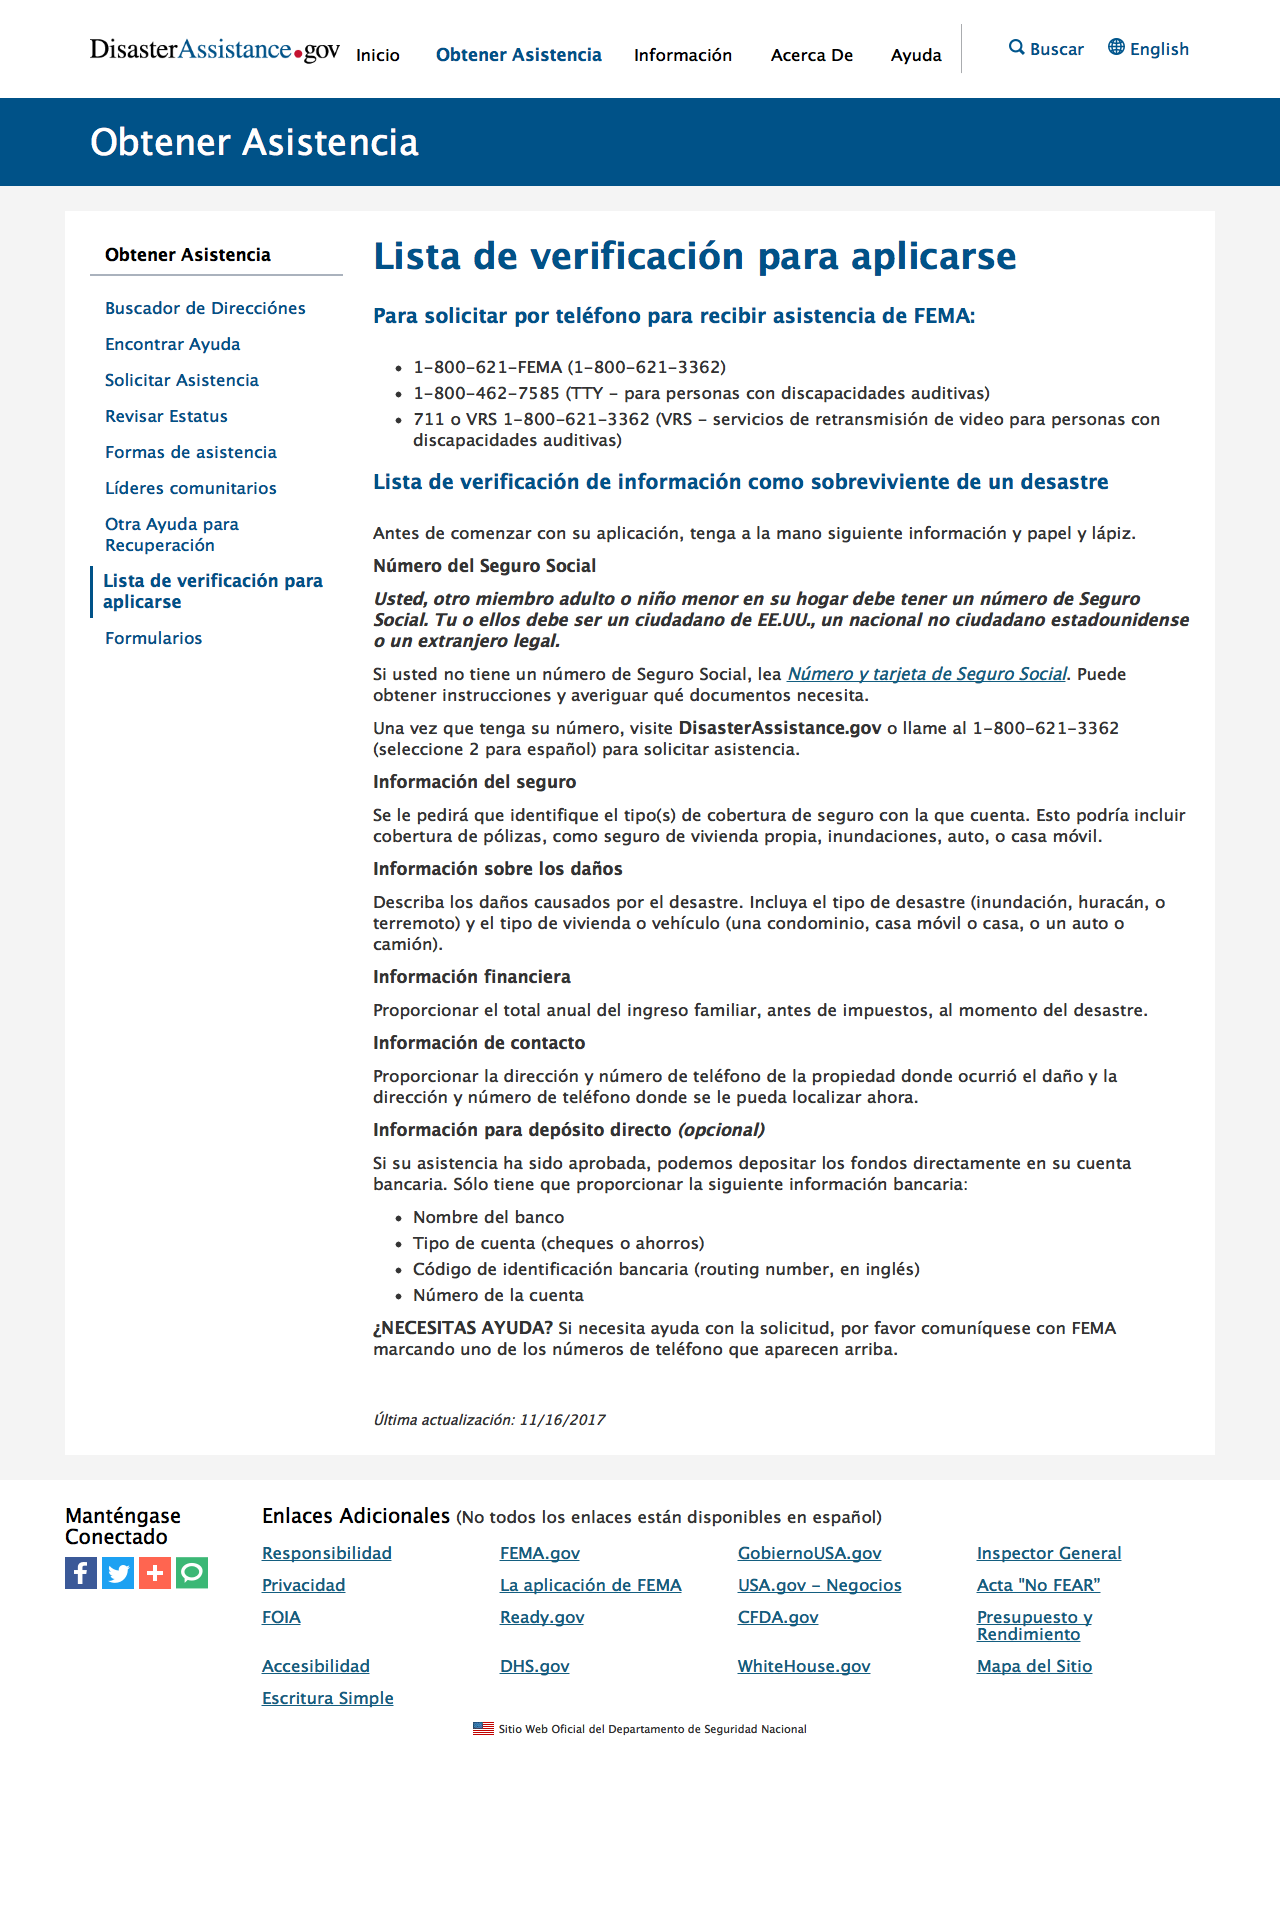 DisasterAssistance.gov
Inicio
Obtener Asistencia
Información
Acerca De
Ayuda
Buscar
English
Obtener Asistencia
Obtener Asistencia
Buscador de Direcciónes
Encontrar Ayuda
Solicitar Asistencia
Revisar Estatus
Formas de asistencia
Líderes comunitarios
Otra Ayuda para
Recuperación
Lista de verificación para
aplicarse
Formularios
Lista de verificación para aplicarse
Para solicitar por teléfono para recibir asistencia de FEMA:
• 1-800-621-FEMA (1-800-621-3362)
• 1-800-462-7585 (TTY - para personas con discapacidades auditivas)
• 711 o VRS 1-800-621-3362 (VRS - servicios de retransmisión de video para personas con
discapacidades auditivas)
Lista de verificación de información como sobreviviente de un desastre
Antes de comenzar con su aplicación, tenga a la mano siguiente información y papel y lápiz.
Número del Seguro Social
Usted, otro miembro adulto o niño menor en su hogar debe tener un número de Seguro
Social. Tu o ellos debe ser un ciudadano de EE.UU., un nacional no ciudadano estadounidense
o un extranjero legal.
Si usted no tiene un número de Seguro Social, lea Número y tarjeta de Seguro Social. Puede
obtener instrucciones y averiguar qué documentos necesita.
Una vez que tenga su número, visite DisasterAssistance.gov o llame al 1-800-621-3362
(seleccione 2 para español) para solicitar asistencia.
Información del seguro
Se le pedirá que identifique el tipo(s) de cobertura de seguro con la que cuenta. Esto podría incluir
cobertura de pólizas, como seguro de vivienda propia, inundaciones, auto, o casa móvil.
Información sobre los daños
Describa los daños causados por el desastre. Incluya el tipo de desastre (inundación, huracán, o
terremoto) y el tipo de vivienda o vehículo (una condominio, casa móvil o casa, o un auto o
camión).
Información financiera
Proporcionar el total anual del ingreso familiar, antes de impuestos, al momento del desastre.
Información de contacto
Proporcionar la dirección y número de teléfono de la propiedad donde ocurrió el daño y la
dirección y número de teléfono donde se le pueda localizar ahora.
Información para depósito directo (opcional)
Si su asistencia ha sido aprobada, podemos depositar los fondos directamente en su cuenta
bancaria. Sólo tiene que proporcionar la siguiente información bancaria:
• Nombre del banco
• Tipo de cuenta (cheques o ahorros)
• Código de identificación bancaria (routing number, en inglés)
• Número de la cuenta
¿NECESITAS AYUDA? Si necesita ayuda con la solicitud, por favor comuníquese con FEMA
marcando uno de los números de teléfono que aparecen arriba.
Última actualización: 11/16/2017
Manténgase
Conectado
Enlaces Adicionales (No todos los enlaces están disponibles en español)
Responsibilidad
FEMA.gov
GobiernoUSA.gov
Inspector General
Privacidad
La aplicación de FEMA
USA.gov - Negocios
Acta "No FEAR"
FOIA
Ready.gov
CFDA.gov
Presupuesto y
Rendimiento
Accesibilidad
DHS.gov
WhiteHouse.gov
Mapa del Sitio
Escritura Simple
Sitio Web Oficial del Departamento de Seguridad Nacional